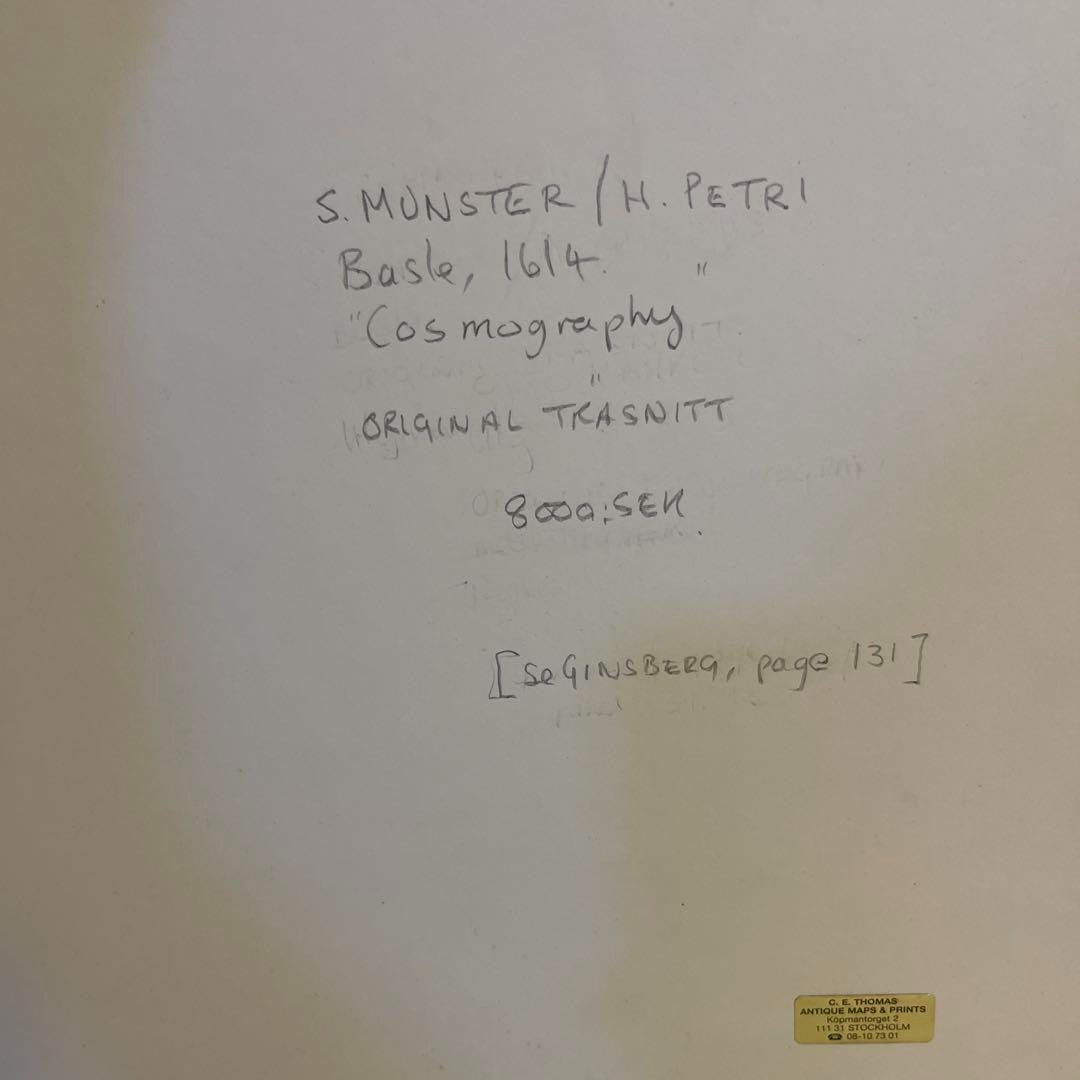 S. MUNSTER / H. PETRI
Basle, 1614.
"Cosmography"
ORIGINAL TRÄSNITT
8000:SEK.
[Se GINSBERG, page 131]
C. E. THOMAS
ANTIQUE MAPS & PRINTS
Köpmantorget 2
111 31 STOCKHOLM
☎ 08-10 73 01